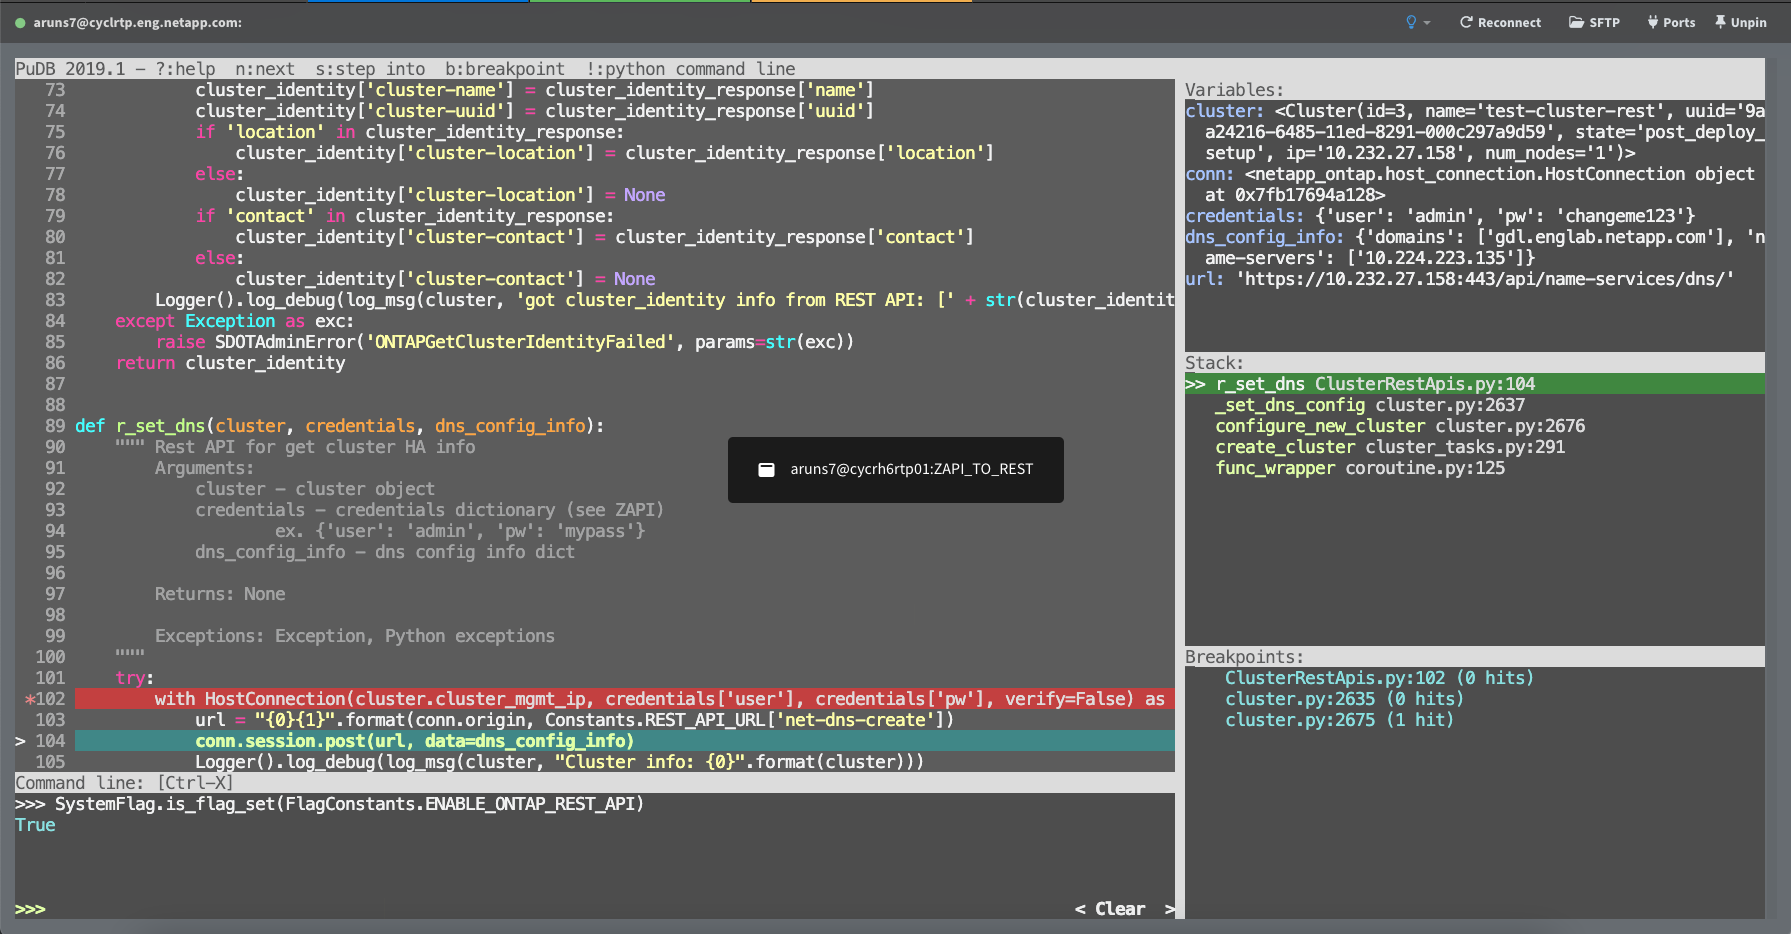 aruns7@cyclrtp.eng.netapp.com:
Reconnect
SFTP
Ports
Unpin
PuDB 2019.1 - ?:help  n:next  s:step into  b:breakpoint  !:python command line
73             cluster_identity['cluster-name'] = cluster_identity_response['name']
74             cluster_identity['cluster-uuid'] = cluster_identity_response['uuid']
75             if 'location' in cluster_identity_response:
76                 cluster_identity['cluster-location'] = cluster_identity_response['location']
77             else:
78                 cluster_identity['cluster-location'] = None
79             if 'contact' in cluster_identity_response:
80                 cluster_identity['cluster-contact'] = cluster_identity_response['contact']
81             else:
82                 cluster_identity['cluster-contact'] = None
83         Logger().log_debug(log_msg(cluster, 'got cluster_identity info from REST API: [' + str(cluster_identit
84     except Exception as exc:
85         raise SDOTAdminError('ONTAPGetClusterIdentityFailed', params=str(exc))
86     return cluster_identity
87
88
89 def r_set_dns(cluster, credentials, dns_config_info):
90     """ Rest API for get cluster HA info
91         Arguments:
92             cluster – cluster object
93             credentials – credentials dictionary (see ZAPI)
94                     ex. {'user': 'admin', 'pw': 'mypass'}
95             dns_config_info – dns config info dict
96
97         Returns: None
98
99         Exceptions: Exception, Python exceptions
100     """
101     try:
*102         with HostConnection(cluster.cluster_mgmt_ip, credentials['user'], credentials['pw'], verify=False) as
103             url = "{0}{1}".format(conn.origin, Constants.REST_API_URL['net-dns-create'])
> 104             conn.session.post(url, data=dns_config_info)
105             Logger().log_debug(log_msg(cluster, "Cluster info: {0}".format(cluster)))
Command line: [Ctrl-X]
>>> SystemFlag.is_flag_set(FlagConstants.ENABLE_ONTAP_REST_API)
True
>>>
< Clear >
aruns7@cycrh6rtp01:ZAPI_TO_REST
Variables:
cluster: <Cluster(id=3, name='test-cluster-rest', uuid='9a
a24216-6485-11ed-8291-000c297a9d59', state='post_deploy_
setup', ip='10.232.27.158', num_nodes='1')>
conn: <netapp_ontap.host_connection.HostConnection object
at 0x7fb17694a128>
credentials: {'user': 'admin', 'pw': 'changeme123'}
dns_config_info: {'domains': ['gdl.englab.netapp.com'], 'n
ame-servers': ['10.224.223.135']}
url: 'https://10.232.27.158:443/api/name-services/dns/'
Stack:
>> r_set_dns ClusterRestApis.py:104
_set_dns_config cluster.py:2637
configure_new_cluster cluster.py:2676
create_cluster cluster_tasks.py:291
func_wrapper coroutine.py:125
Breakpoints:
ClusterRestApis.py:102 (0 hits)
cluster.py:2635 (0 hits)
cluster.py:2675 (1 hit)